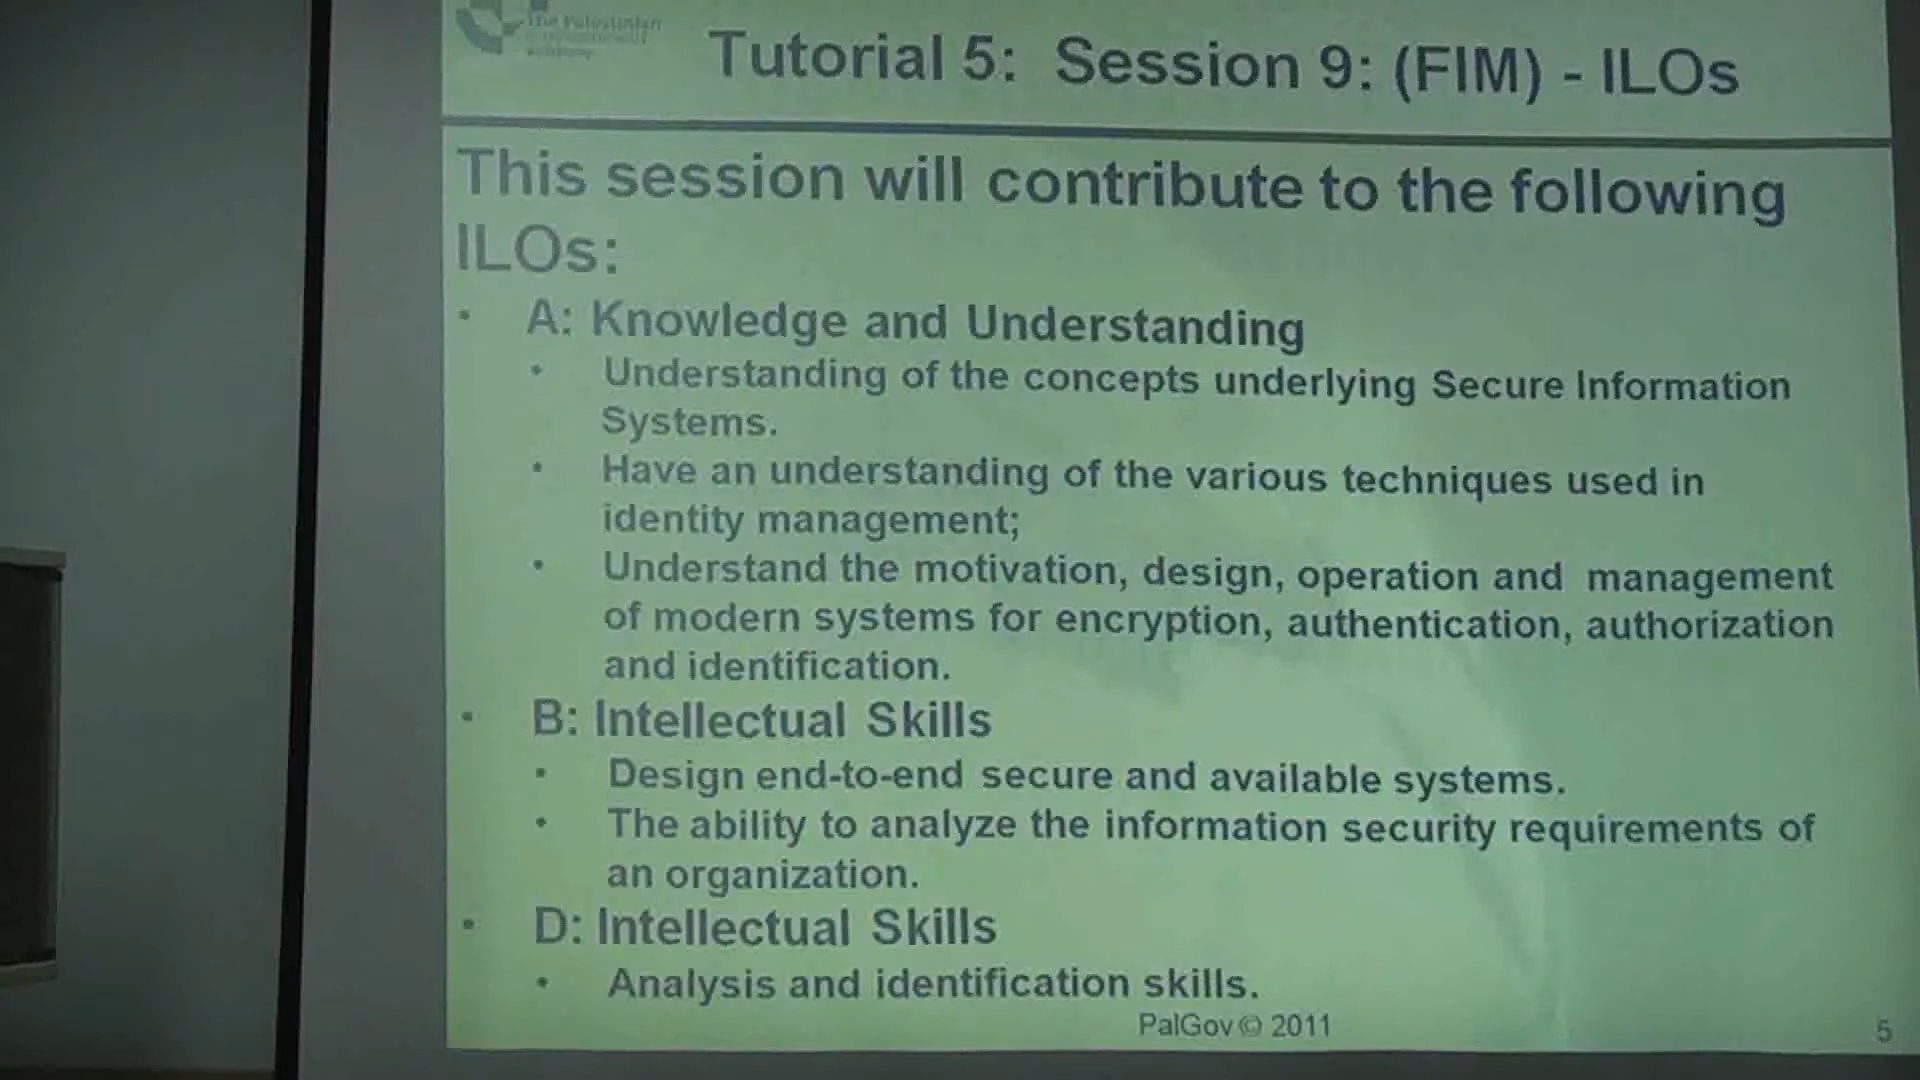 The Palestinian
Academy
Tutorial 5: Session 9: (FIM) - ILOs
This session will contribute to the following
ILOs:
• A: Knowledge and Understanding
• Understanding of the concepts underlying Secure Information
Systems.
• Have an understanding of the various techniques used in
identity management;
• Understand the motivation, design, operation and management
of modern systems for encryption, authentication, authorization
and identification.
• B: Intellectual Skills
• Design end-to-end secure and available systems.
• The ability to analyze the information security requirements of
an organization.
• D: Intellectual Skills
• Analysis and identification skills.
PalGov © 2011
5